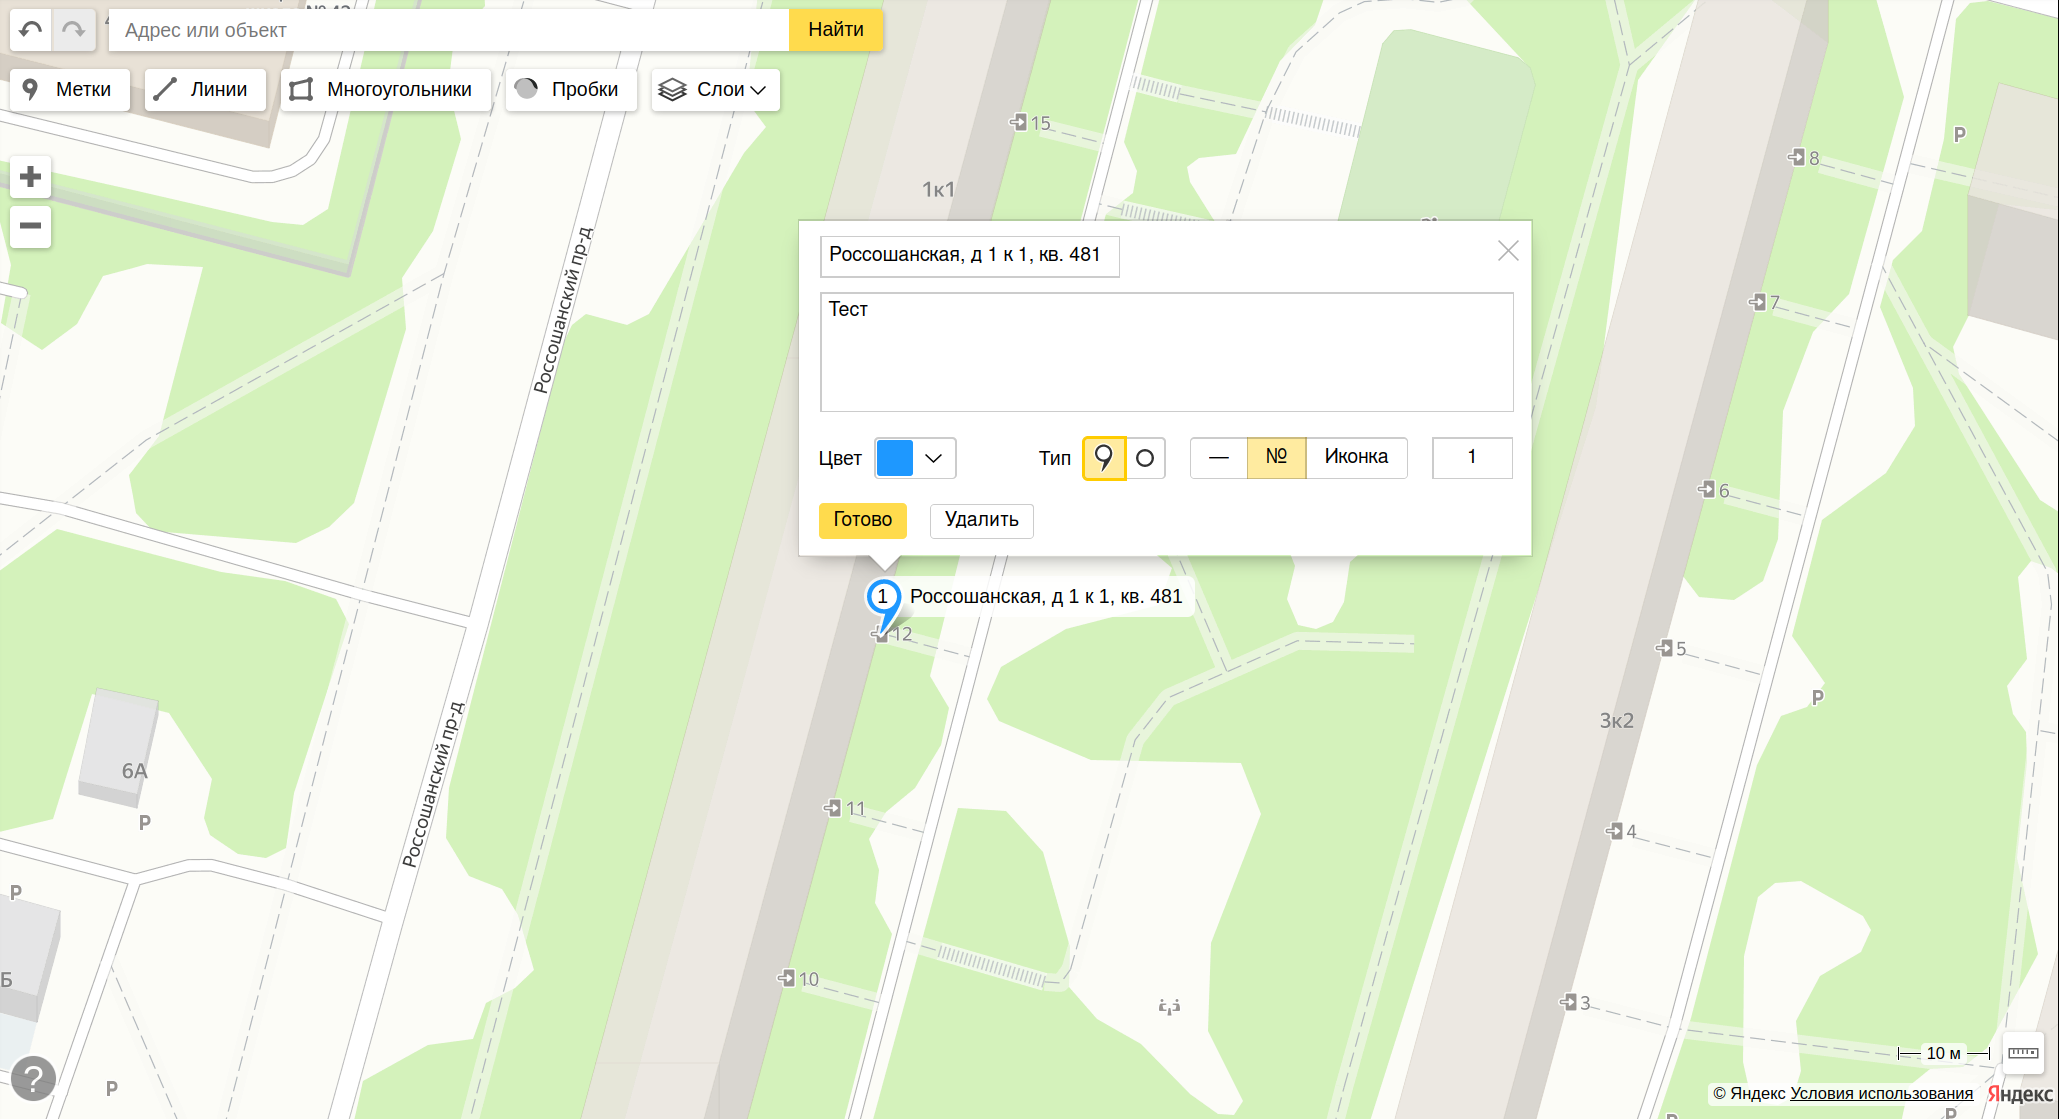 Адрес или объект
Найти
Метки
Линии
Многоугольники
Пробки
Слои
15
1к1
8
P
Россошанский пр-д
Россошанская, д 1 к 1, кв. 481
Тест
7
Цвет
Тип
—
№
Иконка
1
6
Готово
Удалить
1
Россошанская, д 1 к 1, кв. 481
12
5
P
3к2
Россошанский пр-д
6А
P
11
4
P
Б
10
3
10 м
?
P
© Яндекс Условия использования
Яндекс